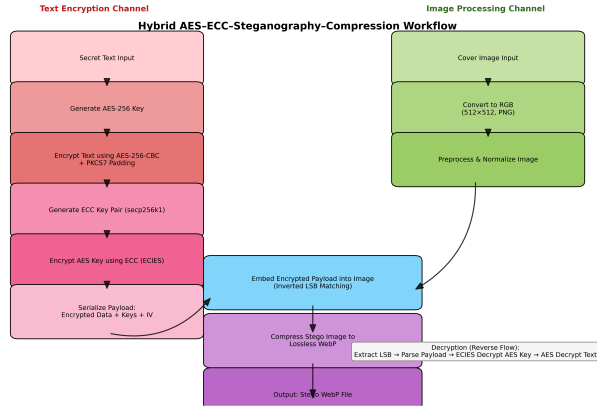 Text Encryption Channel
Image Processing Channel
Hybrid AES–ECC–Steganography–Compression Workflow
Secret Text Input
Generate AES-256 Key
Encrypt Text using AES-256-CBC
+ PKCS7 Padding
Generate ECC Key Pair (secp256k1)
Encrypt AES Key using ECC (ECIES)
Serialize Payload:
Encrypted Data + Keys + IV
Cover Image Input
Convert to RGB
(512×512, PNG)
Preprocess & Normalize Image
Embed Encrypted Payload into Image
(Inverted LSB Matching)
Compress Stego Image to
Lossless WebP
Decryption (Reverse Flow):
Extract LSB → Parse Payload → ECIES Decrypt AES Key → AES Decrypt Text
Output: Stego WebP File